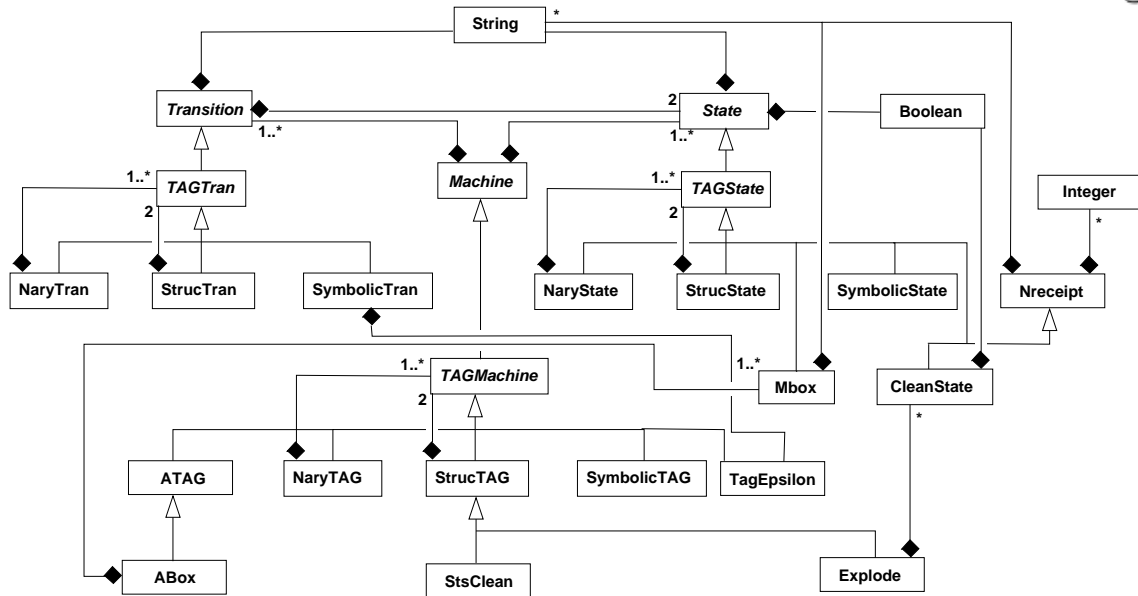 String
*
Transition
2
State
Boolean
1..*
1..*
Machine
1..*
TAGTran
2
1..*
TAGState
2
Integer
*
NaryTran
StrucTran
SymbolicTran
NaryState
StrucState
SymbolicState
Nreceipt
1..*
TAGMachine
2
1..*
Mbox
CleanState
*
ATAG
NaryTAG
StrucTAG
SymbolicTAG
TagEpsilon
ABox
StsClean
Explode